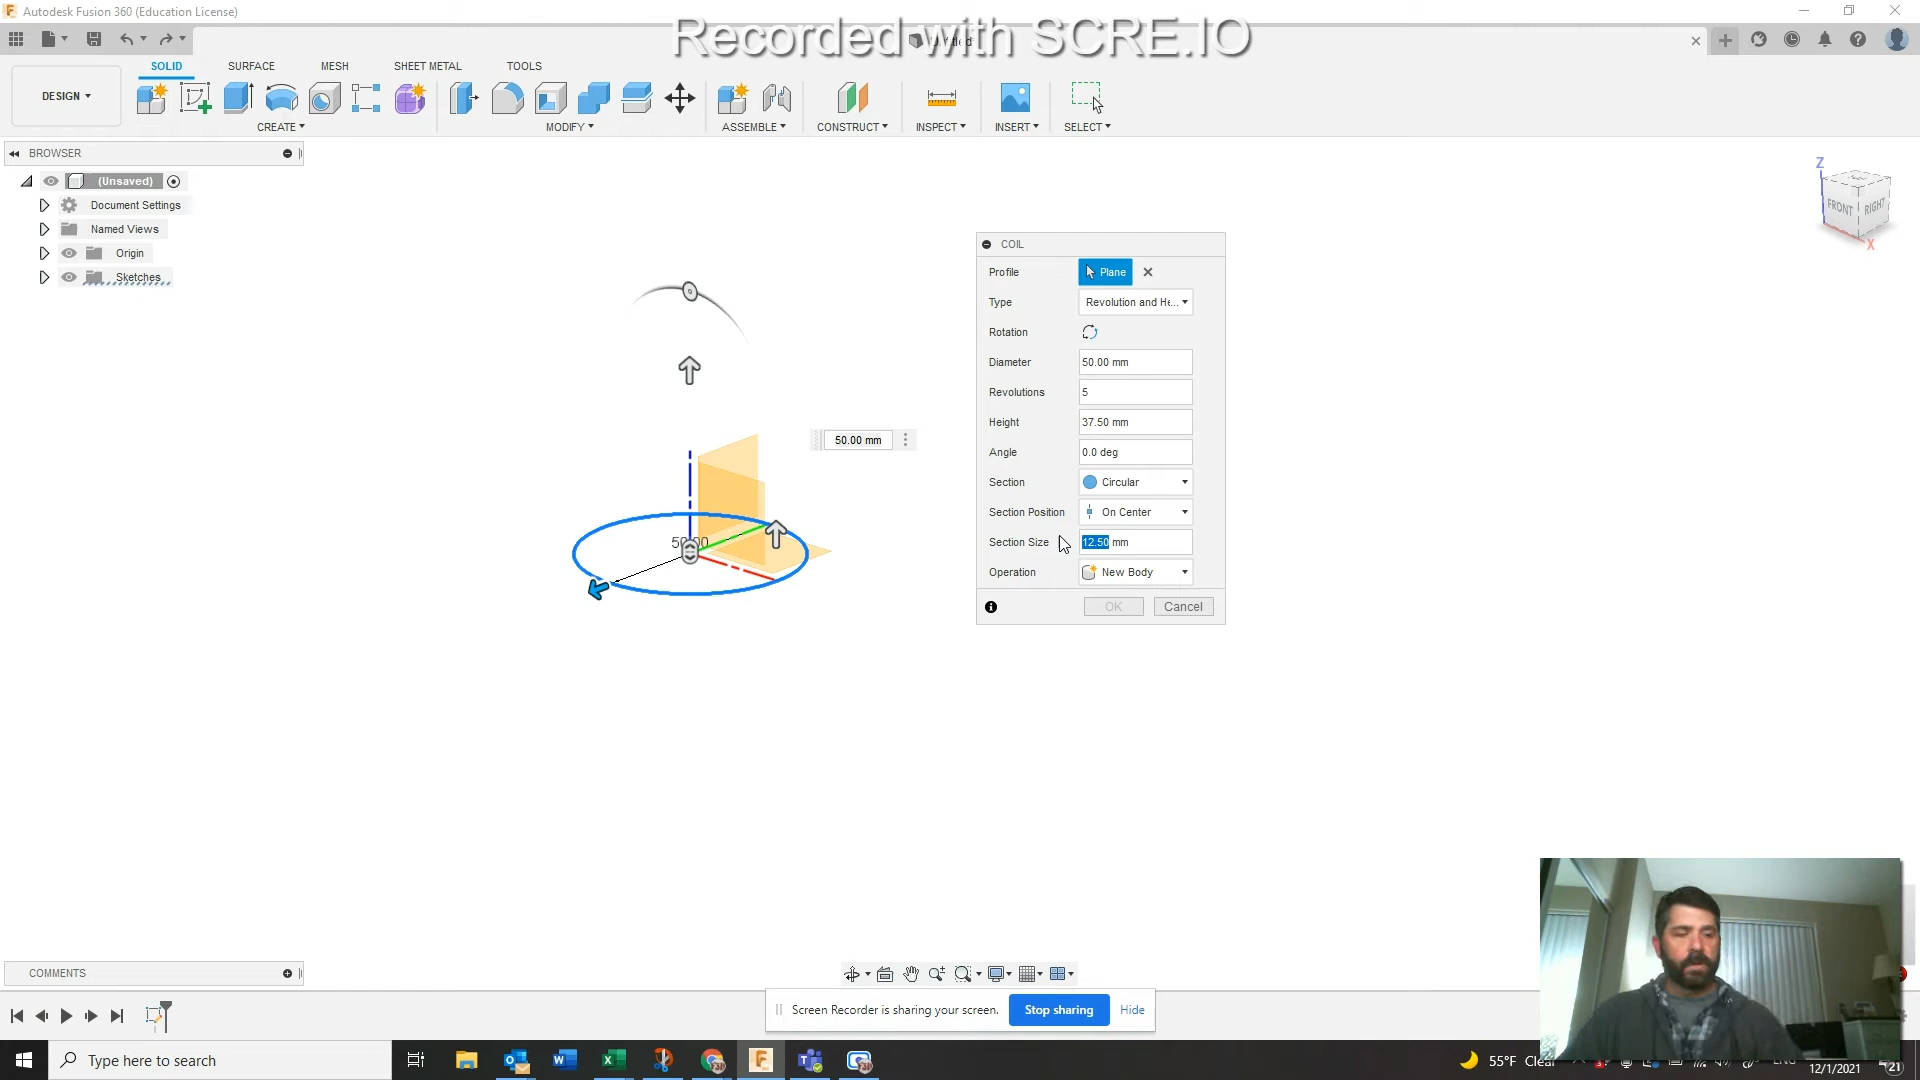 Autodesk Fusion 360 (Education License)
Recorded with SCRE.IO
SOLID SURFACE MESH SHEET METAL TOOLS
DESIGN
CREATE MODIFY ASSEMBLE CONSTRUCT INSPECT INSERT SELECT
BROWSER
(Unsaved)
Document Settings
Named Views
Origin
Sketches
Z
FRONT RIGHT
X
COIL
Profile Plane
Type Revolution and He...
Rotation
Diameter 50.00 mm
Revolutions 5
Height 37.50 mm
Angle 0.0 deg
Section Circular
Section Position On Center
Section Size 12.50 mm
Operation New Body
OK Cancel
50.00 mm
COMMENTS
Screen Recorder is sharing your screen. Stop sharing Hide
Type here to search
55°F Clear
12/1/2021
21